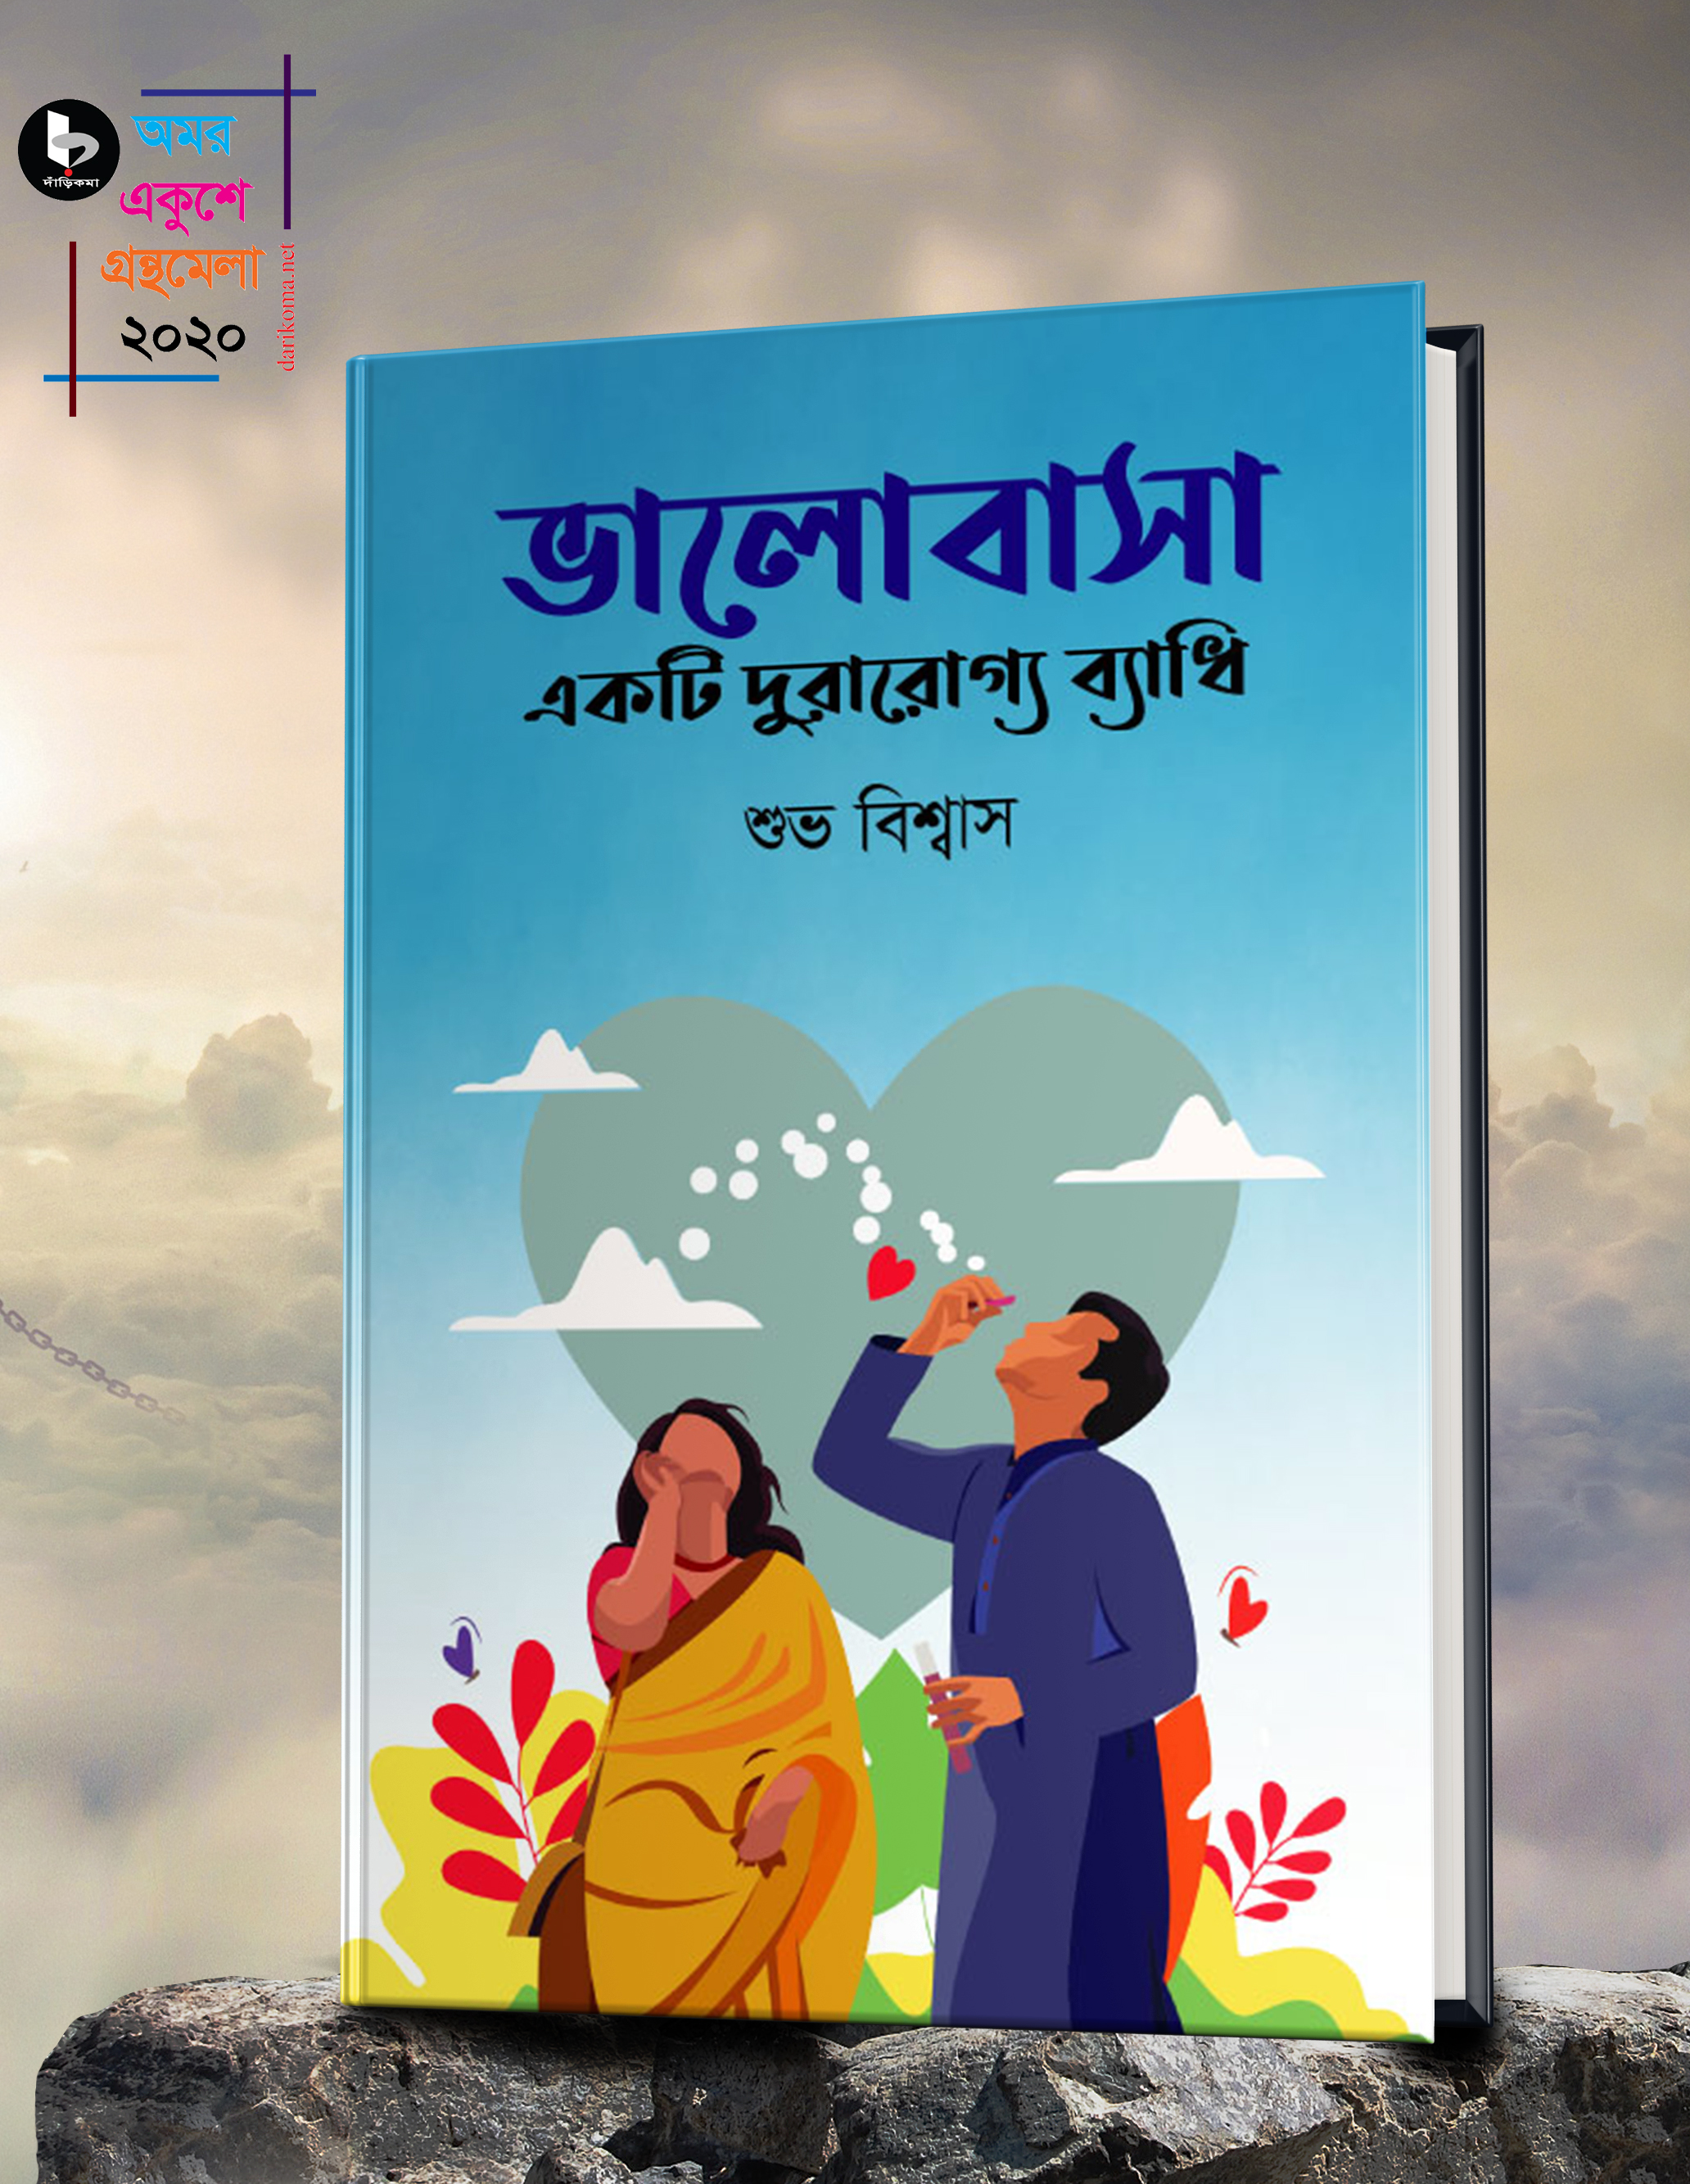 দাঁড়িকমা
অমর
একুশে
গ্রন্থমেলা
২০২০
darikoma.net
ভালোবাসা
একটি দুরারোগ্য ব্যাধি
শুভ বিশ্বাস